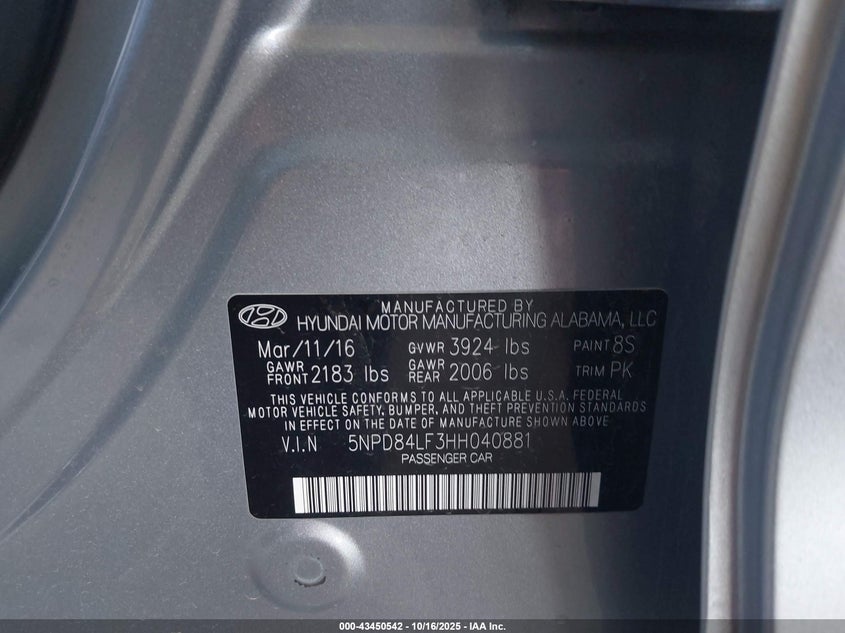 MANUFACTURED BY
HYUNDAI MOTOR MANUFACTURING ALABAMA, LLC
Mar/11/16 GVWR 3924 lbs PAINT 8S
GAWR FRONT 2183 lbs GAWR REAR 2006 lbs TRIM PK
THIS VEHICLE CONFORMS TO ALL APPLICABLE U.S.A. FEDERAL
MOTOR VEHICLE SAFETY, BUMPER, AND THEFT PREVENTION STANDARDS
IN EFFECT ON THE DATE OF MANUFACTURE SHOWN ABOVE
V.I.N 5NPD84LF3HH040881
PASSENGER CAR
000-43450542 - 10/16/2025 - IAA Inc.